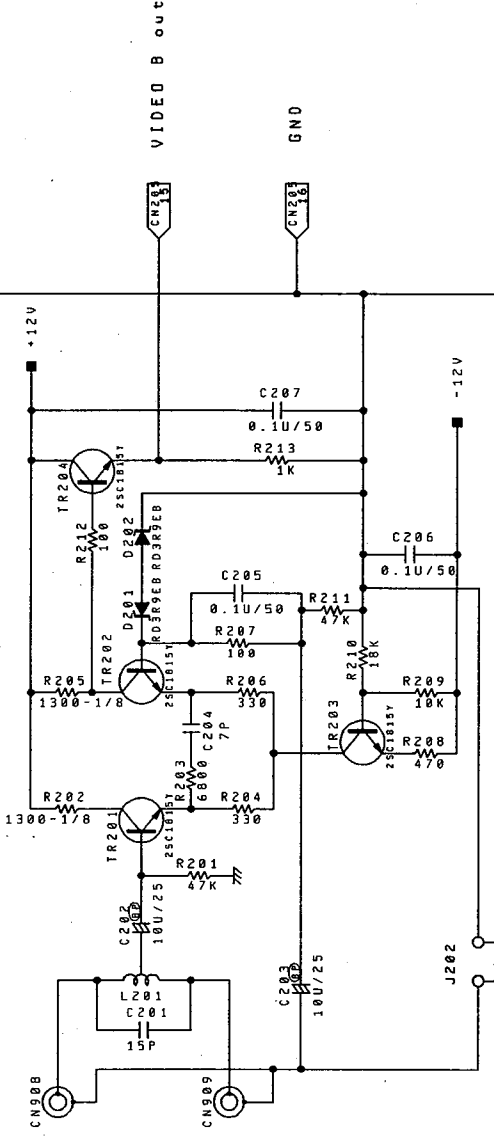 VIDEO B out
GND
CN205
15
CN205
16
+12V
-12V
C207
0.1U/50
R213
1K
TR204
2SC1815Y
R212
100
D202
RD3R9EB
D201
RD3R9EB
C206
0.1U/50
C205
0.1U/50
R211
47K
R207
100
TR202
2SC1815Y
R210
18K
R205
1300-1/8
R206
330
R209
10K
C204
7P
TR203
2SC1815Y
R208
470
R203
6800
R202
1300-1/8
R204
330
TR201
2SC1815Y
R201
47K
C202
BP
10U/25
C203
BP
10U/25
J202
L201
C201
15P
CN908
CN909